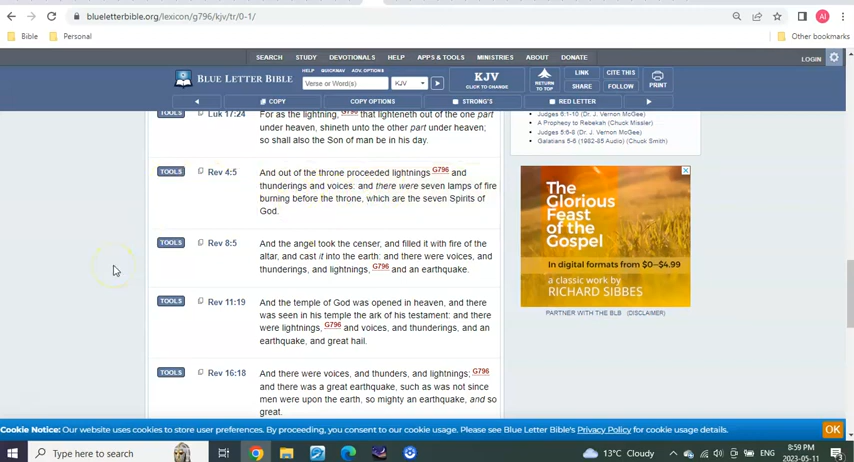 blueletterbible.org/lexicon/g796/kjv/tr/0-1/
AI
Bible
Personal
Other bookmarks
SEARCH STUDY DEVOTIONALS HELP APPS & TOOLS MINISTRIES ABOUT DONATE
LOGIN
BLUE LETTER BIBLE
HELP QUICKNAV ADV. OPTIONS
Verse or Word(s)
KJV
KJV
CLICK TO CHANGE
RETURN
TO TOP
LINK
CITE THIS
SHARE
FOLLOW
PRINT
COPY
COPY OPTIONS
STRONG'S
RED LETTER
Luk 17:24
For as the lightning, G796 that lighteneth out of the one part
under heaven, shineth unto the other part under heaven;
so shall also the Son of man be in his day.
TOOLS
Rev 4:5
And out of the throne proceeded lightnings G796 and
thunderings and voices: and there were seven lamps of fire
burning before the throne, which are the seven Spirits of
God.
TOOLS
Rev 8:5
And the angel took the censer, and filled it with fire of the
altar, and cast it into the earth: and there were voices, and
thunderings, and lightnings, G796 and an earthquake.
TOOLS
Rev 11:19
And the temple of God was opened in heaven, and there
was seen in his temple the ark of his testament: and there
were lightnings, G796 and voices, and thunderings, and an
earthquake, and great hail.
TOOLS
Rev 16:18
And there were voices, and thunders, and lightnings; G796
and there was a great earthquake, such as was not since
men were upon the earth, so mighty an earthquake, and so
great.
Judges 6:1-10 (Dr. J. Vernon McGee)
A Prophecy to Rebekah (Chuck Missler)
Judges 5:6-8 (Dr. J. Vernon McGee)
Galatians 5-6 (1982-85 Audio) (Chuck Smith)
The
Glorious
Feast
of the
Gospel
In digital formats from $0–$4.99
a classic work by
RICHARD SIBBES
PARTNER WITH THE BLB (DISCLAIMER)
Cookie Notice: Our website uses cookies to store user preferences. By proceeding, you consent to our cookie usage. Please see Blue Letter Bible's Privacy Policy for cookie usage details.
OK
Type here to search
13°C Cloudy
ENG
8:59 PM
2023-05-11